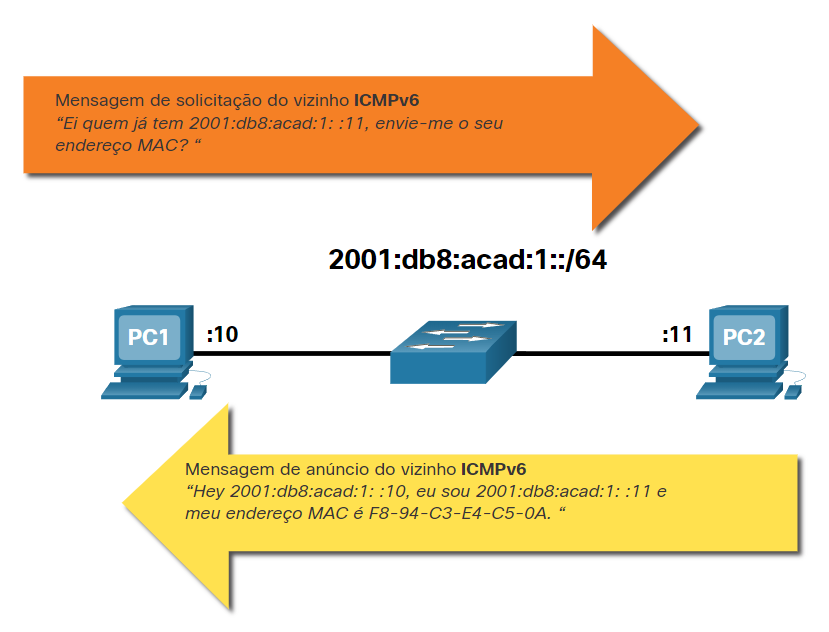 Mensagem de solicitação do vizinho ICMPv6
“Ei quem já tem 2001:db8:acad:1: :11, envie-me o seu
endereço MAC? “
2001:db8:acad:1::/64
PC1
:10
:11
PC2
Mensagem de anúncio do vizinho ICMPv6
“Hey 2001:db8:acad:1: :10, eu sou 2001:db8:acad:1: :11 e
meu endereço MAC é F8-94-C3-E4-C5-0A. “